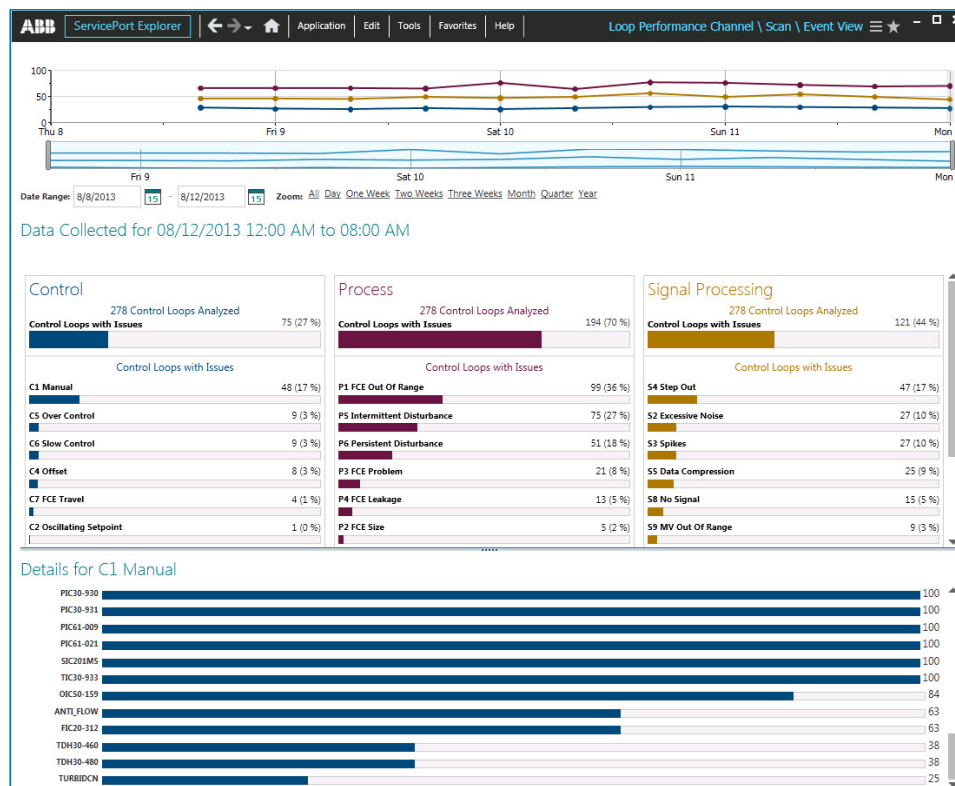 ABB ServicePort Explorer Application Edit Tools Favorites Help Loop Performance Channel \ Scan \ Event View
100
50
0
Thu 8 Fri 9 Sat 10 Sun 11 Mon
Fri 9 Sat 10 Sun 11 Mon
Date Range: 8/8/2013 15 - 8/12/2013 15 Zoom: All Day One Week Two Weeks Three Weeks Month Quarter Year
Data Collected for 08/12/2013 12:00 AM to 08:00 AM
Control
278 Control Loops Analyzed
Control Loops with Issues 75 (27 %)
Control Loops with Issues
C1 Manual 48 (17 %)
C5 Over Control 9 (3 %)
C6 Slow Control 9 (3 %)
C4 Offset 8 (3 %)
C7 FCE Travel 4 (1 %)
C2 Oscillating Setpoint 1 (0 %)
Process
278 Control Loops Analyzed
Control Loops with Issues 194 (70 %)
Control Loops with Issues
P1 FCE Out Of Range 99 (36 %)
P5 Intermittent Disturbance 75 (27 %)
P6 Persistent Disturbance 51 (18 %)
P3 FCE Problem 21 (8 %)
P4 FCE Leakage 13 (5 %)
P2 FCE Size 5 (2 %)
Signal Processing
278 Control Loops Analyzed
Control Loops with Issues 121 (44 %)
Control Loops with Issues
S4 Step Out 47 (17 %)
S2 Excessive Noise 27 (10 %)
S3 Spikes 27 (10 %)
S5 Data Compression 25 (9 %)
S8 No Signal 15 (5 %)
S9 MV Out Of Range 9 (3 %)
Details for C1 Manual
PIC30-930 100
PIC30-931 100
PIC61-009 100
PIC61-021 100
SIC201MS 100
TIC30-933 100
OIC50-159 84
ANTI_FLOW 63
FIC20-312 63
TDH30-460 38
TDH30-480 38
TURBIDCN 25